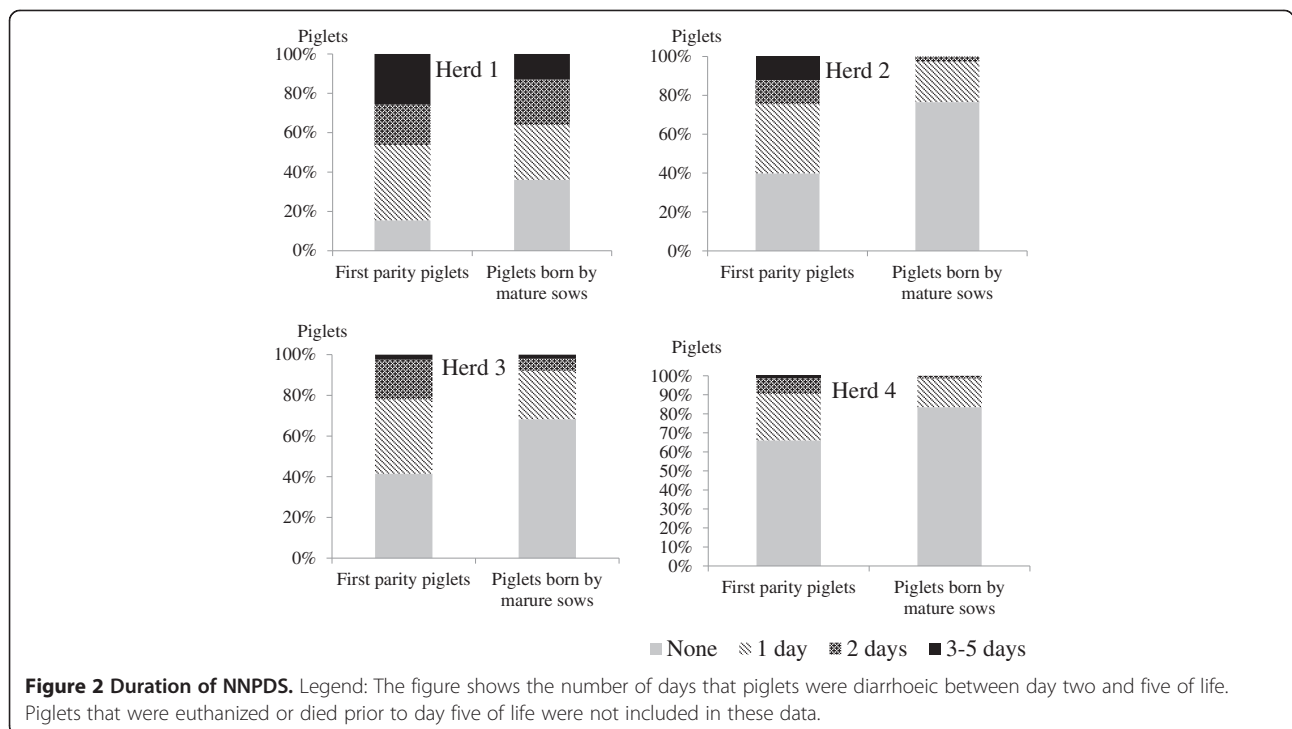 Piglets
100%
80%
60%
40%
20%
0%
Herd 1
First parity piglets
Piglets born by
mature sows
Piglets
100%
80%
60%
40%
20%
0%
Herd 2
First parity piglets
Piglets born by
mature sows
Piglets
100%
80%
60%
40%
20%
0%
Herd 3
First parity piglets
Piglets born by
marure sows
Piglets
100%
90%
80%
70%
60%
50%
40%
30%
20%
10%
0%
Herd 4
First parity piglets
Piglets born by
mature sows
None 1 day 2 days 3-5 days
Figure 2 Duration of NNPDS. Legend: The figure shows the number of days that piglets were diarrhoeic between day two and five of life.
Piglets that were euthanized or died prior to day five of life were not included in these data.